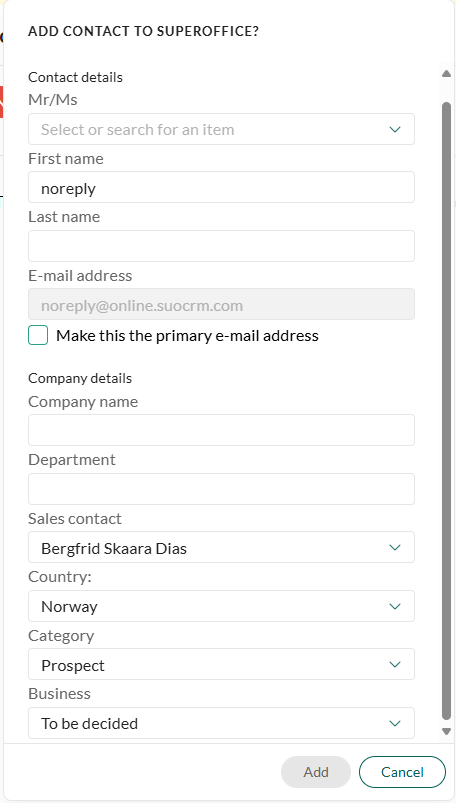 ADD CONTACT TO SUPEROFFICE?
Contact details
Mr/Ms
Select or search for an item
First name
noreply
Last name
E-mail address
noreply@online.suocrm.com
Make this the primary e-mail address
Company details
Company name
Department
Sales contact
Bergfrid Skaara Dias
Country:
Norway
Category
Prospect
Business
To be decided
Add
Cancel